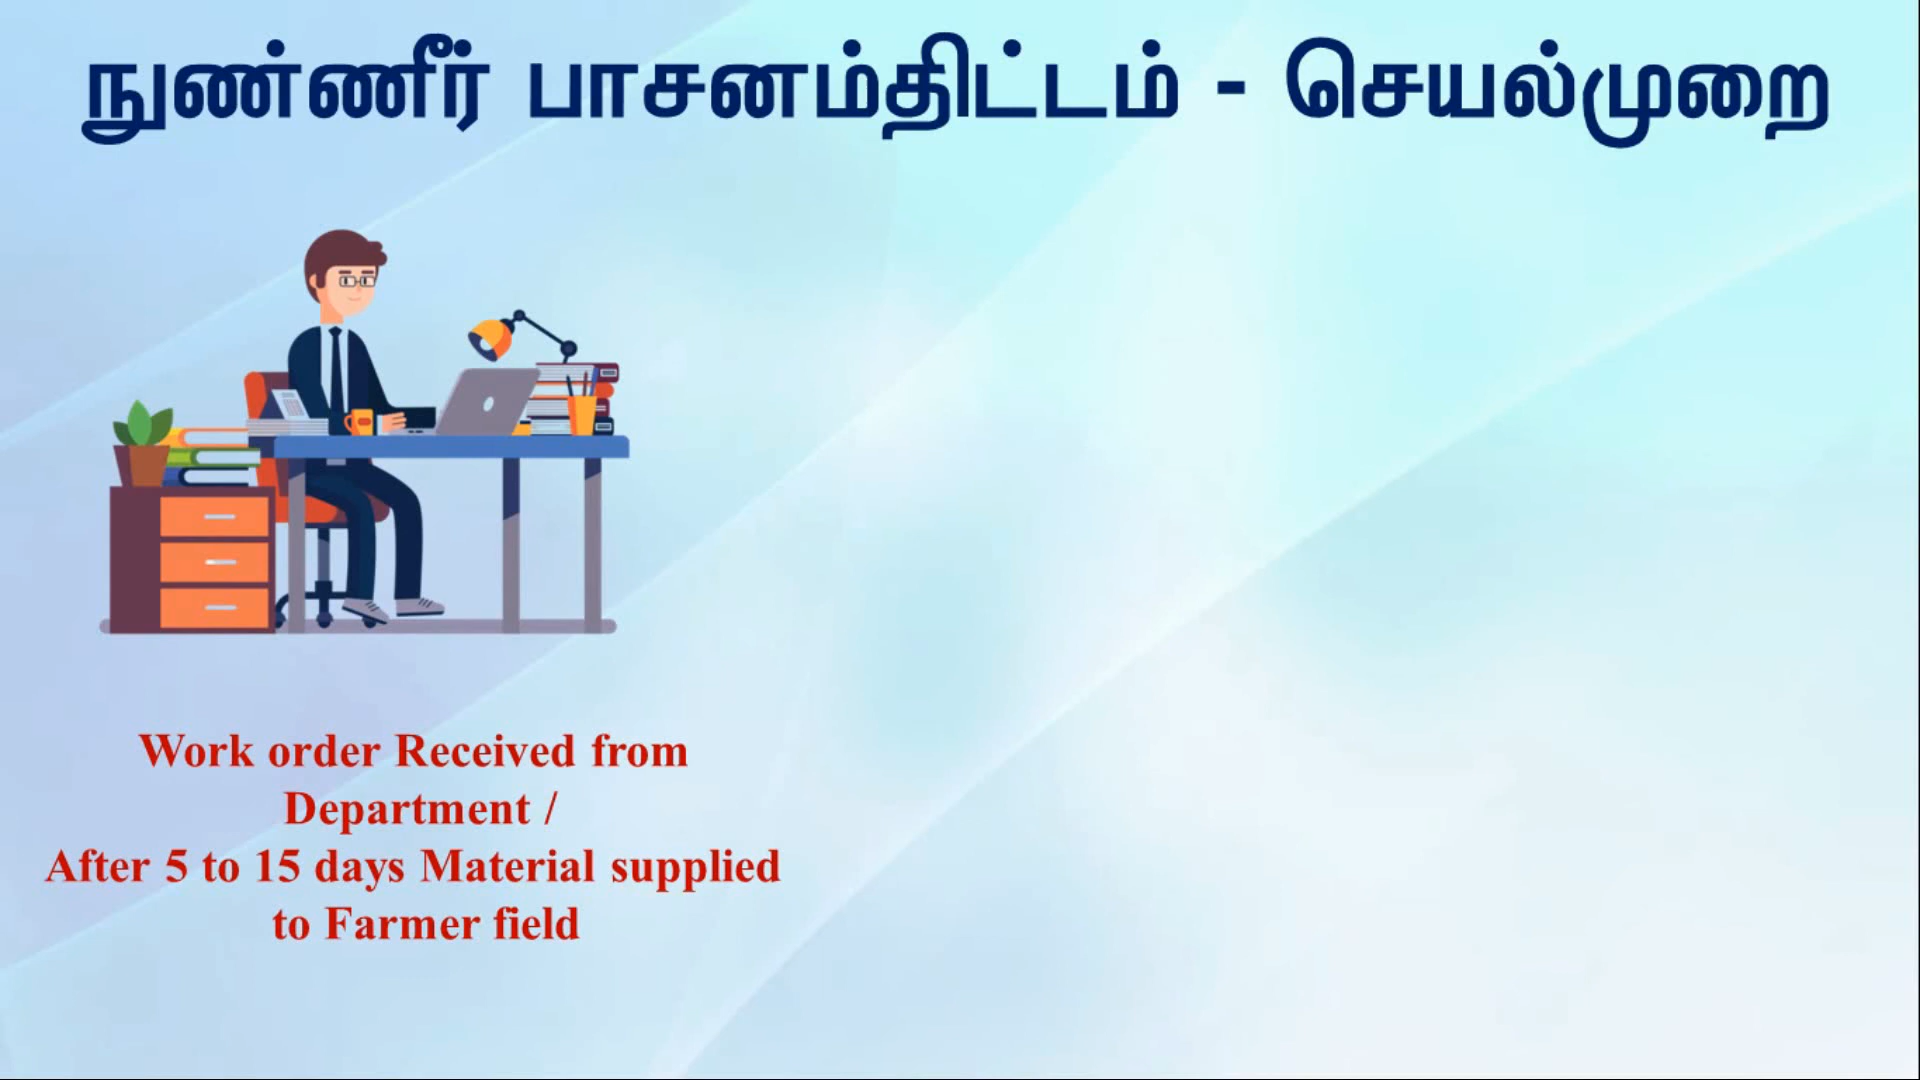 நுண்ணீர் பாசனம்திட்டம் - செயல்முறை
Work order Received from
Department /
After 5 to 15 days Material supplied
to Farmer field